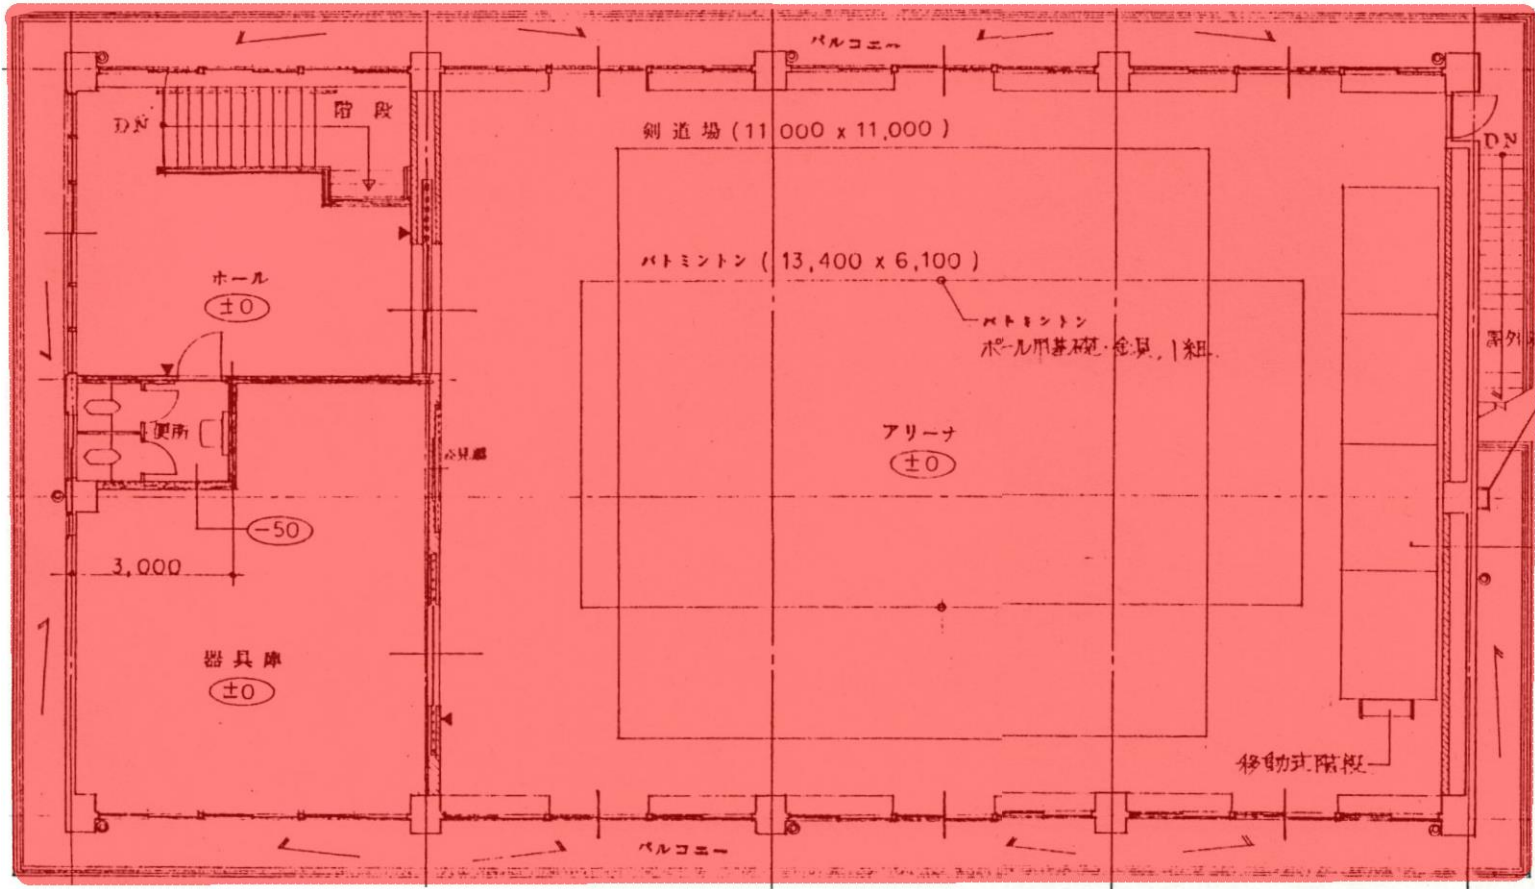 バルコニー
階段
DN
剣道場 (11,000 x 11,000)
DN
バトミントン (13,400 x 6,100)
ホール
±0
バトミントン
ポール用基礎・金具, 1組
屋外
便所
アリーナ
±0
-50
3,000
器具庫
±0
移動式階段
バルコニー